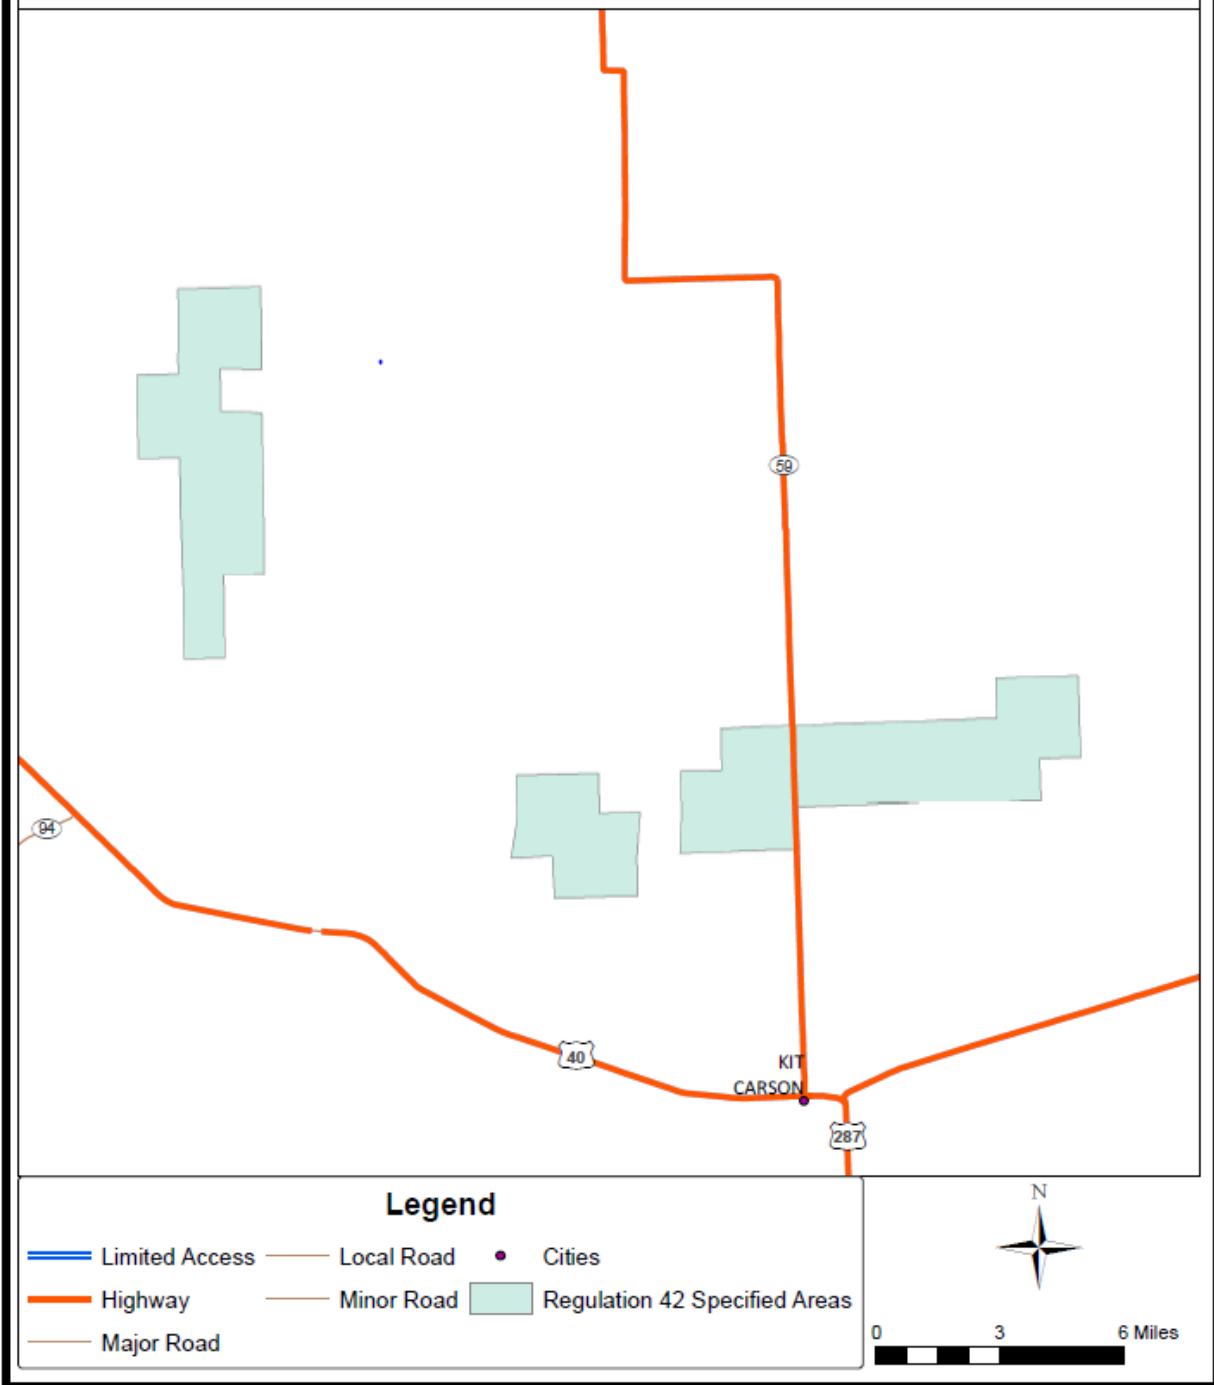 59
94
40
KIT
CARSON
287
Legend
Limited Access
Local Road
Cities
Highway
Minor Road
Regulation 42 Specified Areas
Major Road
N
0 3 6 Miles